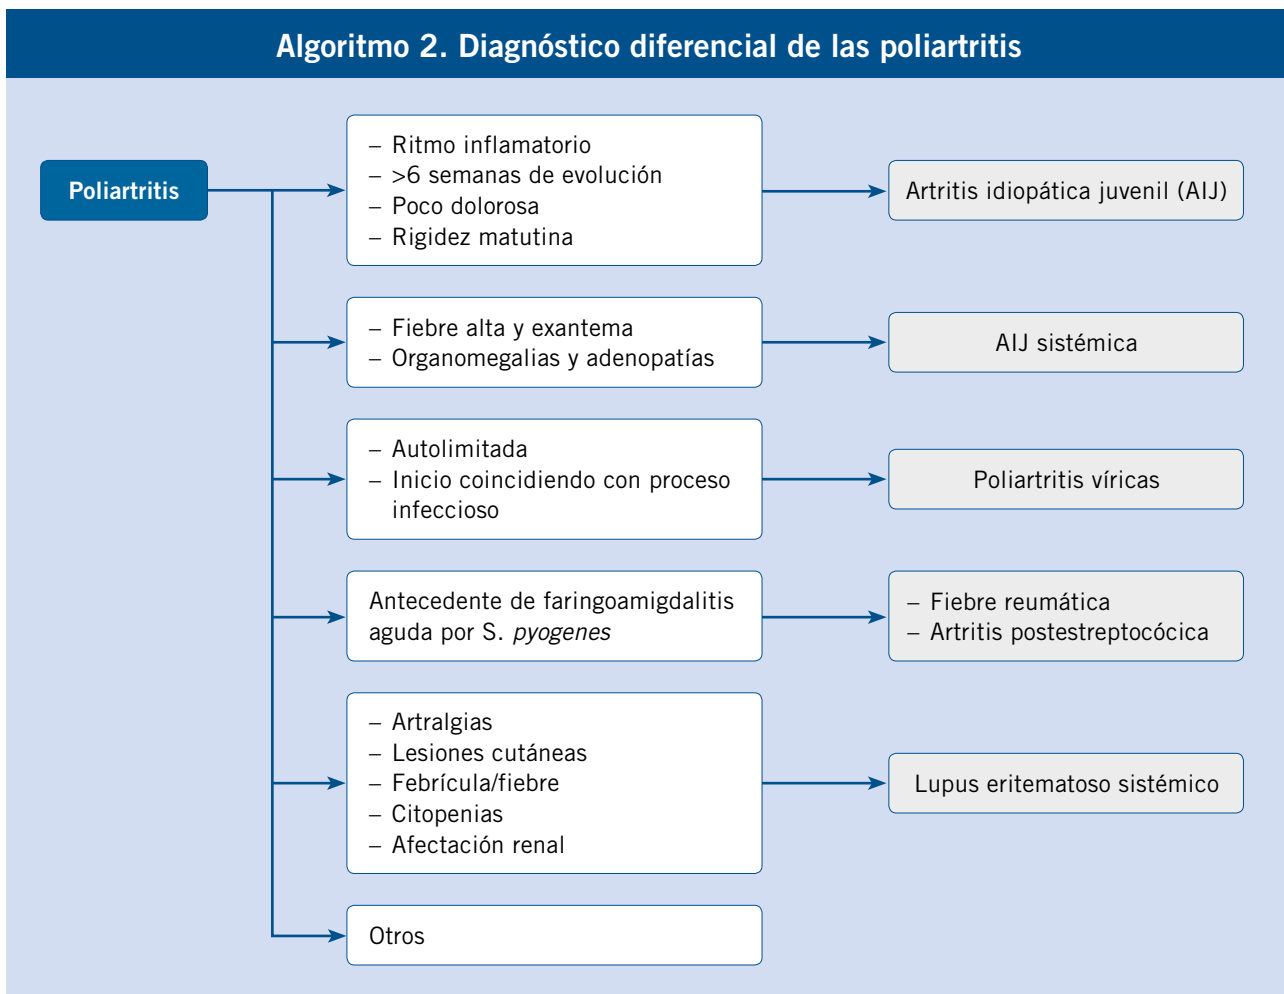 Algoritmo 2. Diagnóstico diferencial de las poliartritis
Poliartritis
– Ritmo inflamatorio
– >6 semanas de evolución
– Poco dolorosa
– Rigidez matutina
Artritis idiopática juvenil (AIJ)
– Fiebre alta y exantema
– Organomegalias y adenopatías
AIJ sistémica
– Autolimitada
– Inicio coincidiendo con proceso
infeccioso
Poliartritis víricas
Antecedente de faringoamigdalitis
aguda por S. pyogenes
– Fiebre reumática
– Artritis postestreptocócica
– Artralgias
– Lesiones cutáneas
– Febrícula/fiebre
– Citopenias
– Afectación renal
Lupus eritematoso sistémico
Otros